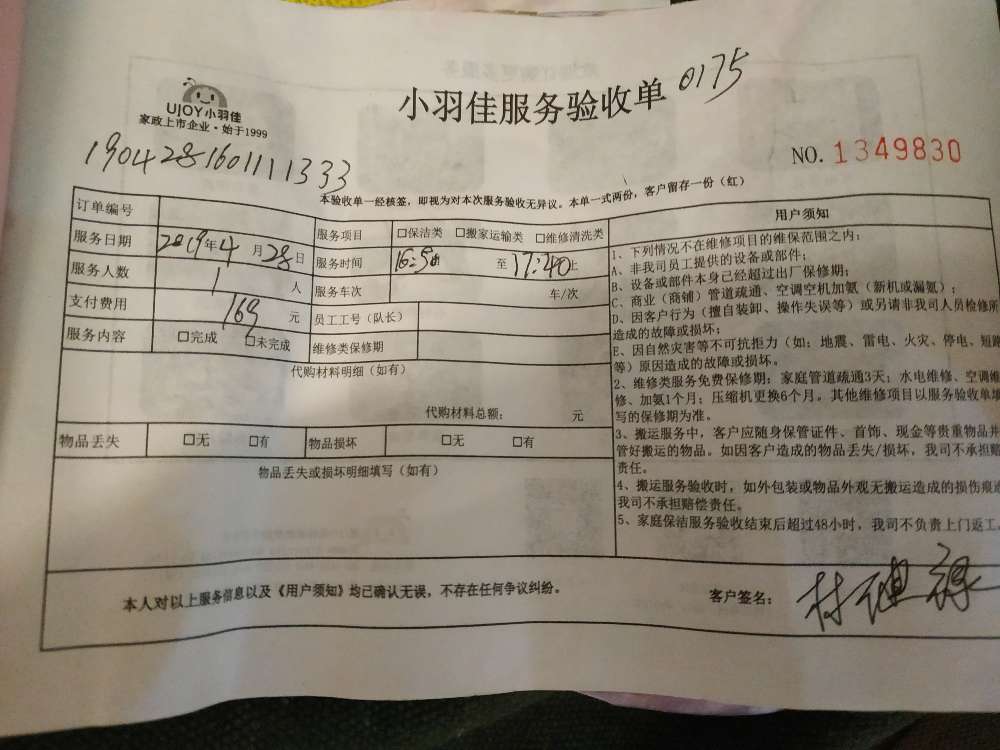 UJOY小羽佳
家政上市企业·始于1999
小羽佳服务验收单 0175
1904281601111333
NO. 1349830
本验收单一经核签，即视为对本次服务验收无异议。本单一式两份，客户留存一份（红）
订单编号
服务项目 □保洁类 □搬家运输类 □维修清洗类
服务日期 2019年4月28日
服务时间 16:50 至 17:40止
服务人数 1 人
服务车次 车/次
支付费用 169 元
员工工号（队长）
服务内容 □完成 □未完成
维修类保修期
代购材料明细（如有）
代购材料总额： 元
物品丢失 □无 □有 物品损坏 □无 □有
物品丢失或损坏明细填写（如有）
用户须知
1、下列情况不在维修项目的维保范围之内：
A、非我司员工提供的设备或部件；
B、设备或部件本身已经超过出厂保修期；
C、商业（商铺）管道疏通、空调空机加氨（新机或漏氨）；
D、因客户行为（擅自装卸、操作失误等）或另请非我司人员检修所
造成的故障或损坏；
E、因自然灾害等不可抗拒力（如：地震、雷电、火灾、停电、短路
等）原因造成的故障或损坏。
2、维修类服务免费保修期：家庭管道疏通3天；水电维修、空调维
修、加氨1个月；压缩机更换6个月。其他维修项目以服务验收单填
写的保修期为准。
3、搬运服务中，客户应随身保管证件、首饰、现金等贵重物品并
管好搬运的物品。如因客户造成的物品丢失/损坏，我司不承担赔
责任。
4、搬运服务验收时，如外包装或物品外观无搬运造成的损伤痕迹
我司不承担赔偿责任。
5、家庭保洁服务验收结束后超过48小时，我司不负责上门返工。
本人对以上服务信息以及《用户须知》均已确认无误，不存在任何争议纠纷。
客户签名：